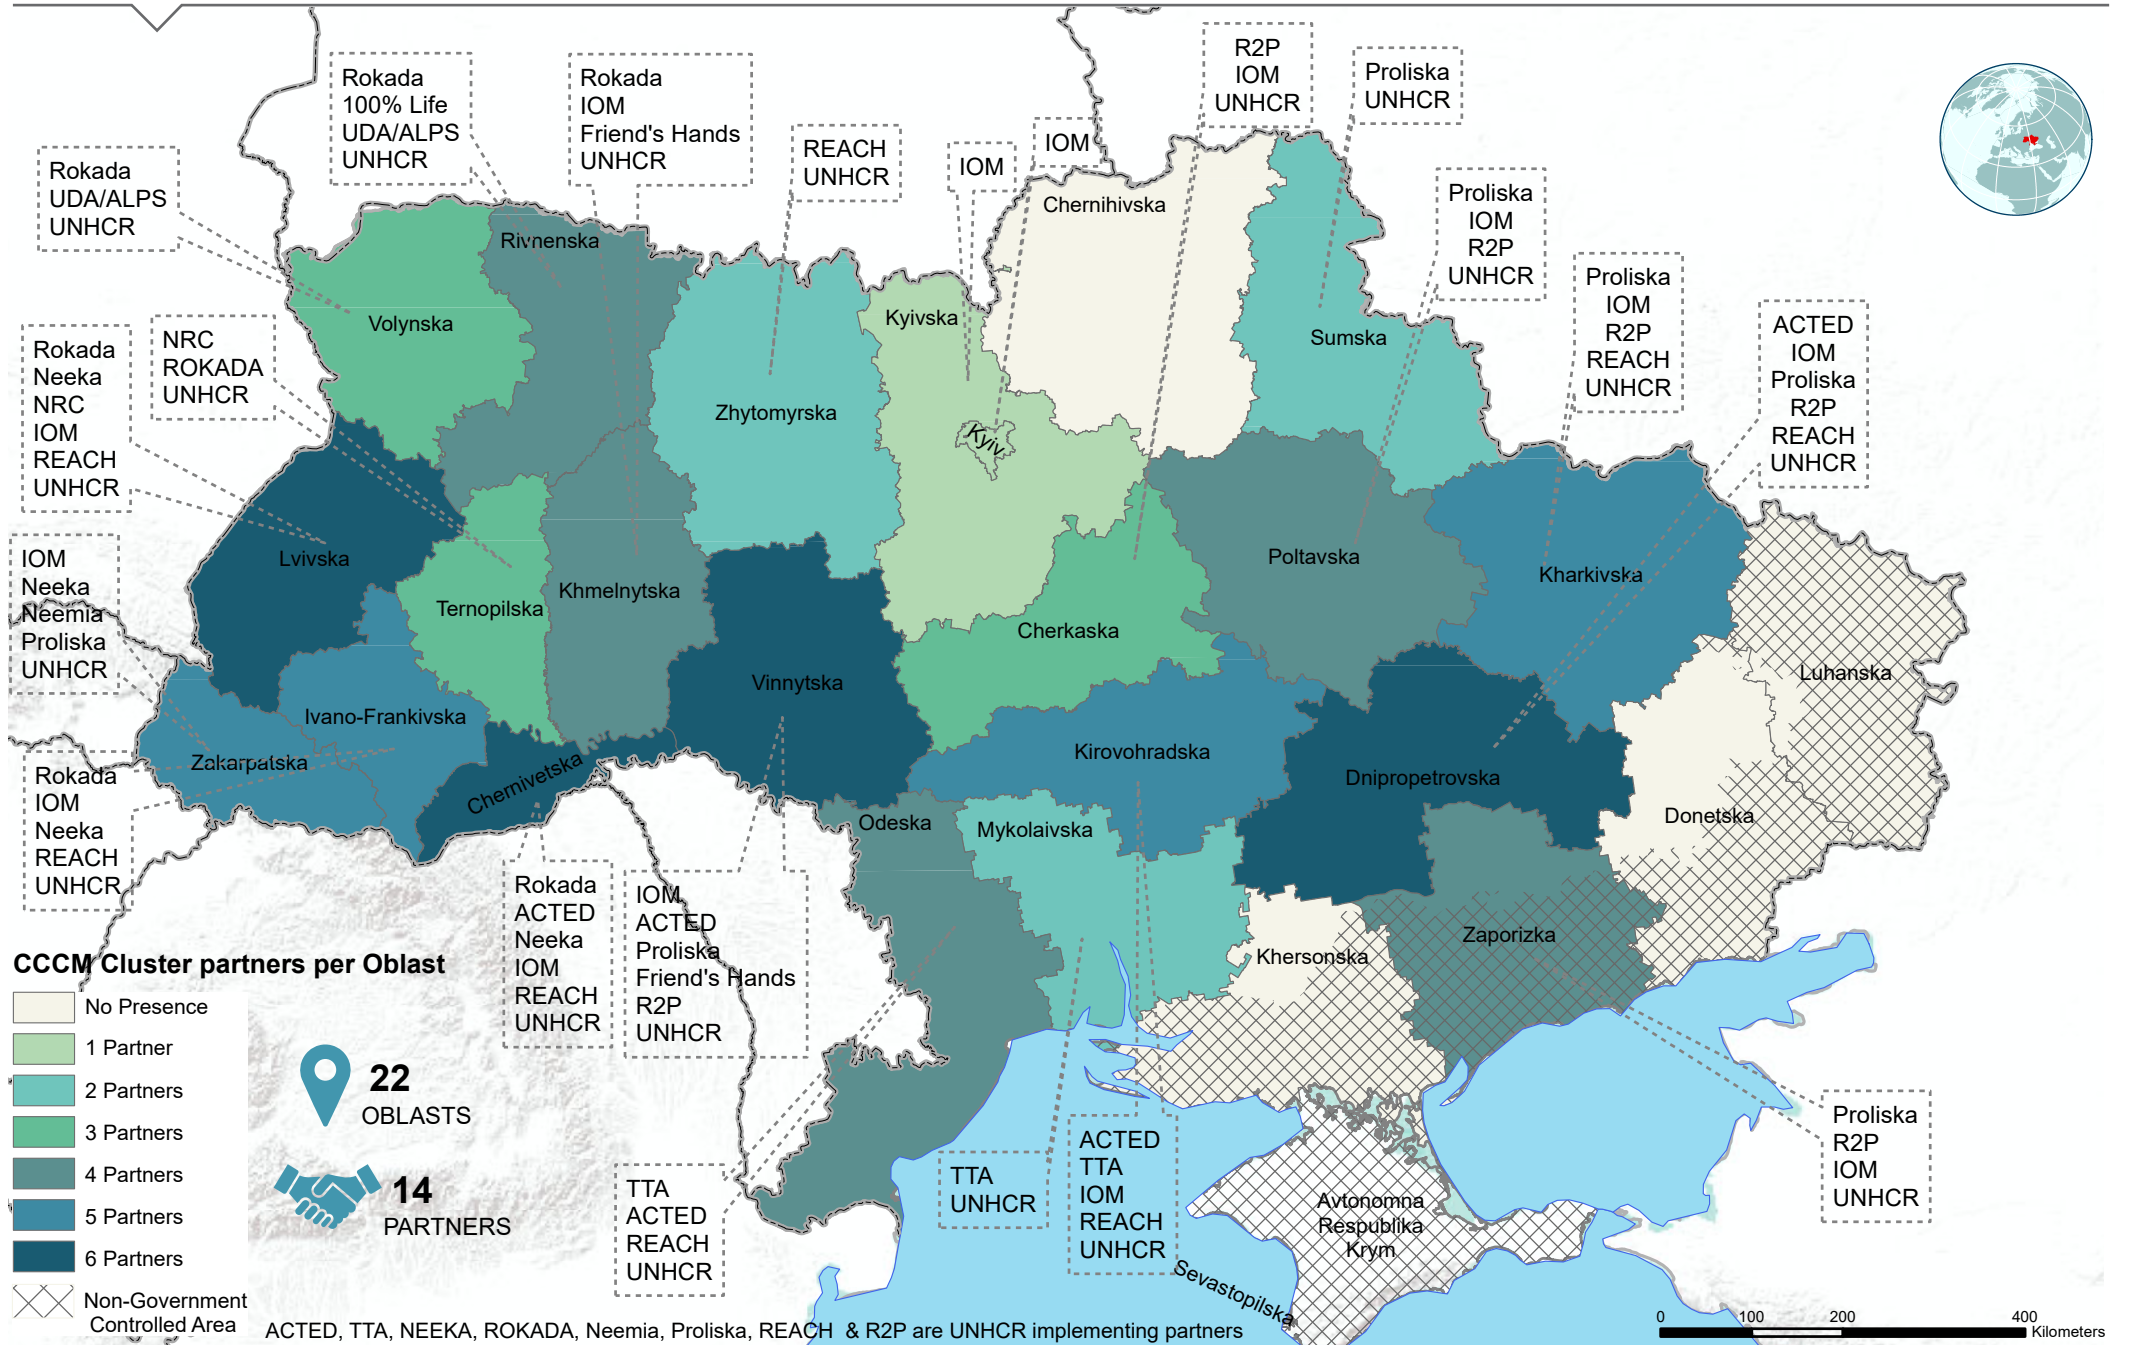 R2P
IOM
UNHCR
Proliska
UNHCR
Rokada
100% Life
UDA/ALPS
UNHCR
Rokada
IOM
Friend's Hands
UNHCR
REACH
UNHCR
IOM
IOM
Rokada
UDA/ALPS
UNHCR
Proliska
IOM
R2P
UNHCR
Proliska
IOM
R2P
REACH
UNHCR
ACTED
IOM
Proliska
R2P
REACH
UNHCR
Rokada
Neeka
NRC
IOM
REACH
UNHCR
NRC
ROKADA
UNHCR
IOM
Neeka
Neemia
Proliska
UNHCR
Rokada
IOM
Neeka
REACH
UNHCR
Chernihivska
Rivnenska
Volynska
Kyivska
Sumska
Zhytomyrska
Kyiv
Lvivska
Ternopilska
Khmelnytska
Poltavska
Kharkivska
Cherkaska
Luhanska
Vinnytska
Ivano-Frankivska
Zakarpatska
Chernivetska
Kirovohradska
Dnipropetrovska
Donetska
Odeska
Mykolaivska
Khersonska
Zaporizka
Rokada
ACTED
Neeka
IOM
REACH
UNHCR
IOM
ACTED
Proliska
Friend's Hands
R2P
UNHCR
TTA
ACTED
REACH
UNHCR
TTA
UNHCR
ACTED
TTA
IOM
REACH
UNHCR
Proliska
R2P
IOM
UNHCR
Avtonomna
Respublika
Krym
Sevastopilska
CCCM Cluster partners per Oblast
No Presence
1 Partner
2 Partners
3 Partners
4 Partners
5 Partners
6 Partners
Non-Government
Controlled Area
22
OBLASTS
14
PARTNERS
ACTED, TTA, NEEKA, ROKADA, Neemia, Proliska, REACH & R2P are UNHCR implementing partners
0 100 200 400
Kilometers